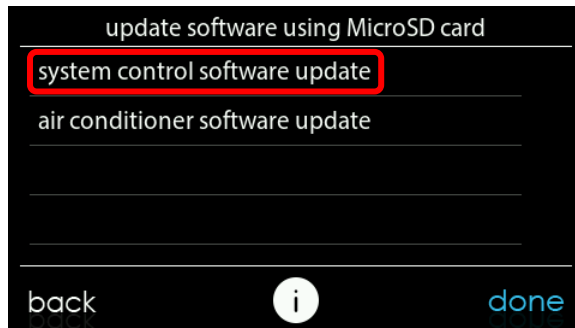 update software using MicroSD card
system control software update
air conditioner software update
back
i
done